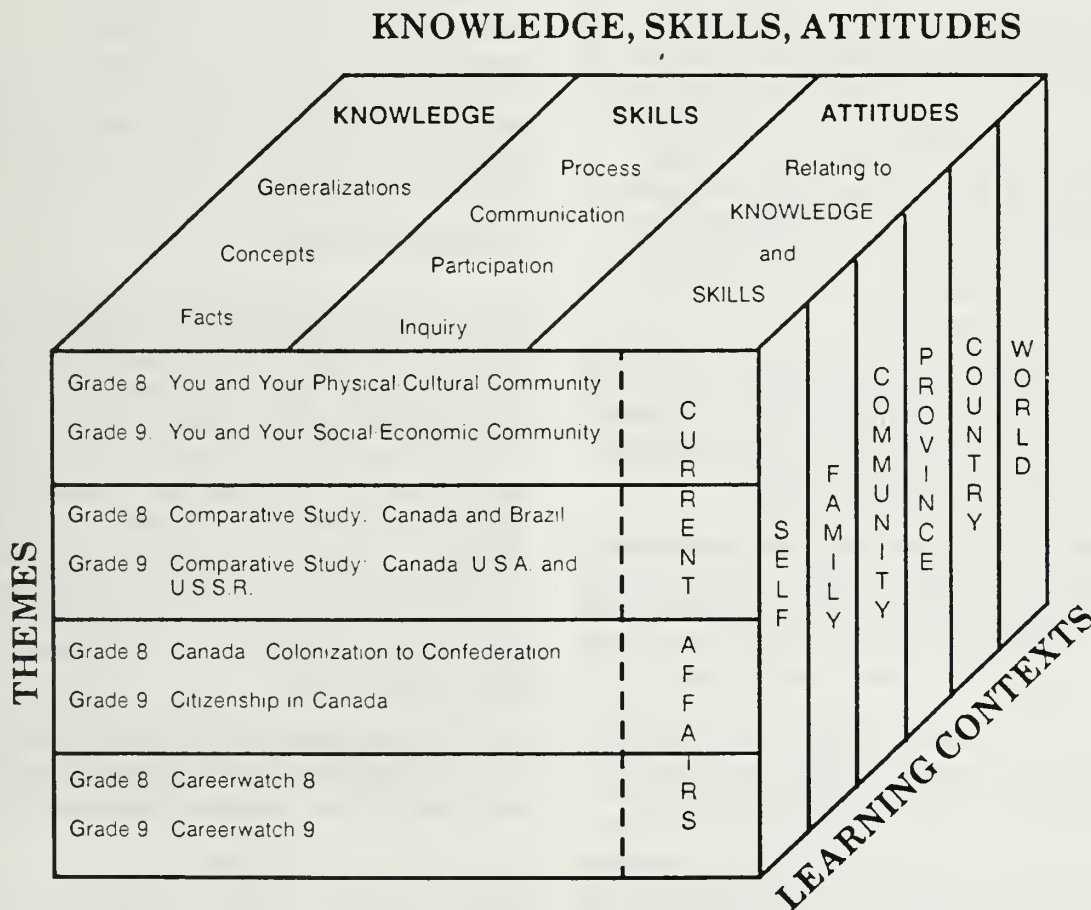 KNOWLEDGE, SKILLS, ATTITUDES
KNOWLEDGE
Generalizations
Concepts
Facts
SKILLS
Process
Communication
Participation
Inquiry
ATTITUDES
Relating to
KNOWLEDGE
and
SKILLS
THEMES
Grade 8 You and Your Physical-Cultural Community
Grade 9. You and Your Social-Economic Community
Grade 8 Comparative Study. Canada and Brazil
Grade 9 Comparative Study: Canada U S A. and
U S S.R.
Grade 8 Canada Colonization to Confederation
Grade 9 Citizenship in Canada
Grade 8 Careerwatch 8
Grade 9 Careerwatch 9
CURRENT AFFAIRS
SELF
FAMILY
COMMUNITY
PROVINCE
COUNTRY
WORLD
LEARNING CONTEXTS